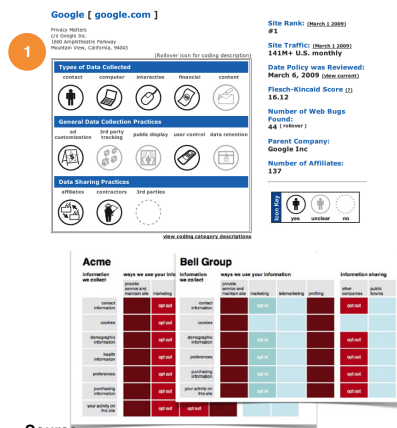 Google [ google.com ]
Privacy Matters
c/o Google Inc.
1600 Amphitheatre Parkway
Mountain View, California, 94043
1
(Rollover icon for coding description)
Types of Data Collected
contact computer interactive financial content
General Data Collection Practices
ad customization 3rd party tracking public display user control data retention
Data Sharing Practices
affiliates contractors 3rd parties
view coding category descriptions
Site Rank: (March 1 2009)
#1
Site Traffic: (March 1 2009)
141M+ U.S. monthly
Date Policy was Reviewed:
March 6, 2009 (view current)
Flesch-Kincaid Score (?)
16.12
Number of Web Bugs
Found:
44 ( rollover )
Parent Company:
Google Inc
Number of Affiliates:
137
Icon Key
yes unclear no
Acme
information we collect
ways we use your info
provide service and maintain site marketing
contact information opt out
cookies
demographic information opt out
health information opt out
preferences opt out
purchasing information opt out
your activity on this site opt out opt out
Bell Group
information we collect
ways we use your information
information sharing
provide service and maintain site marketing telemarketing profiling other companies public forums
contact information opt in opt out
cookies
demographic information opt in opt out
preferences opt in opt out
purchasing information opt in opt out
your activity on this site opt out